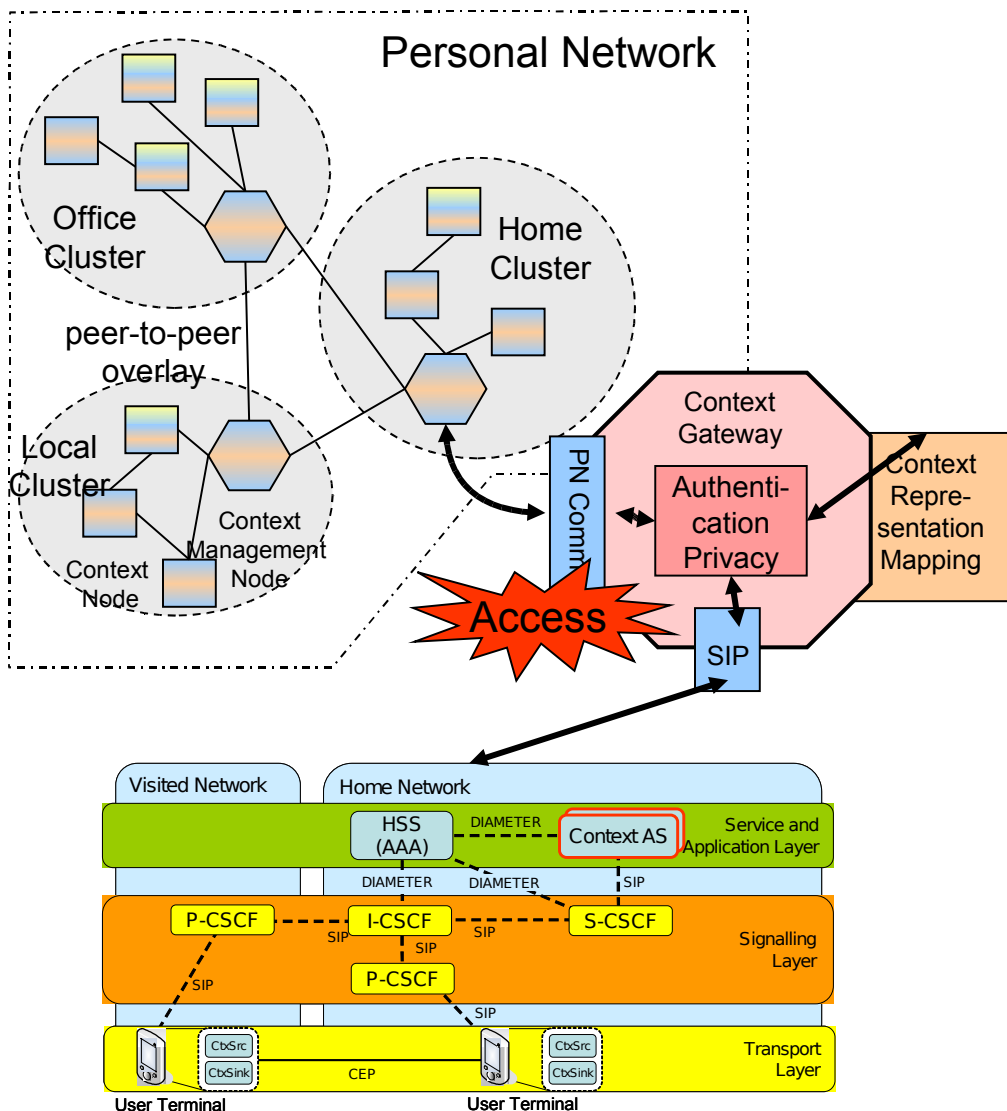 Personal Network
Office
Cluster
Home
Cluster
peer-to-peer
overlay
Local
Cluster
Context
Management
Node
Context
Node
Context
Gateway
PN Comm
Authenti-
cation
Privacy
Context
Repre-
sentation
Mapping
Access
SIP
Visited Network
Home Network
HSS
(AAA)
DIAMETER
Context AS
Service and
Application Layer
DIAMETER
DIAMETER
SIP
P-CSCF
SIP
I-CSCF
SIP
S-CSCF
SIP
Signalling
Layer
P-CSCF
SIP
SIP
CtxSrc
CtxSink
CEP
CtxSrc
CtxSink
Transport
Layer
User Terminal
User Terminal